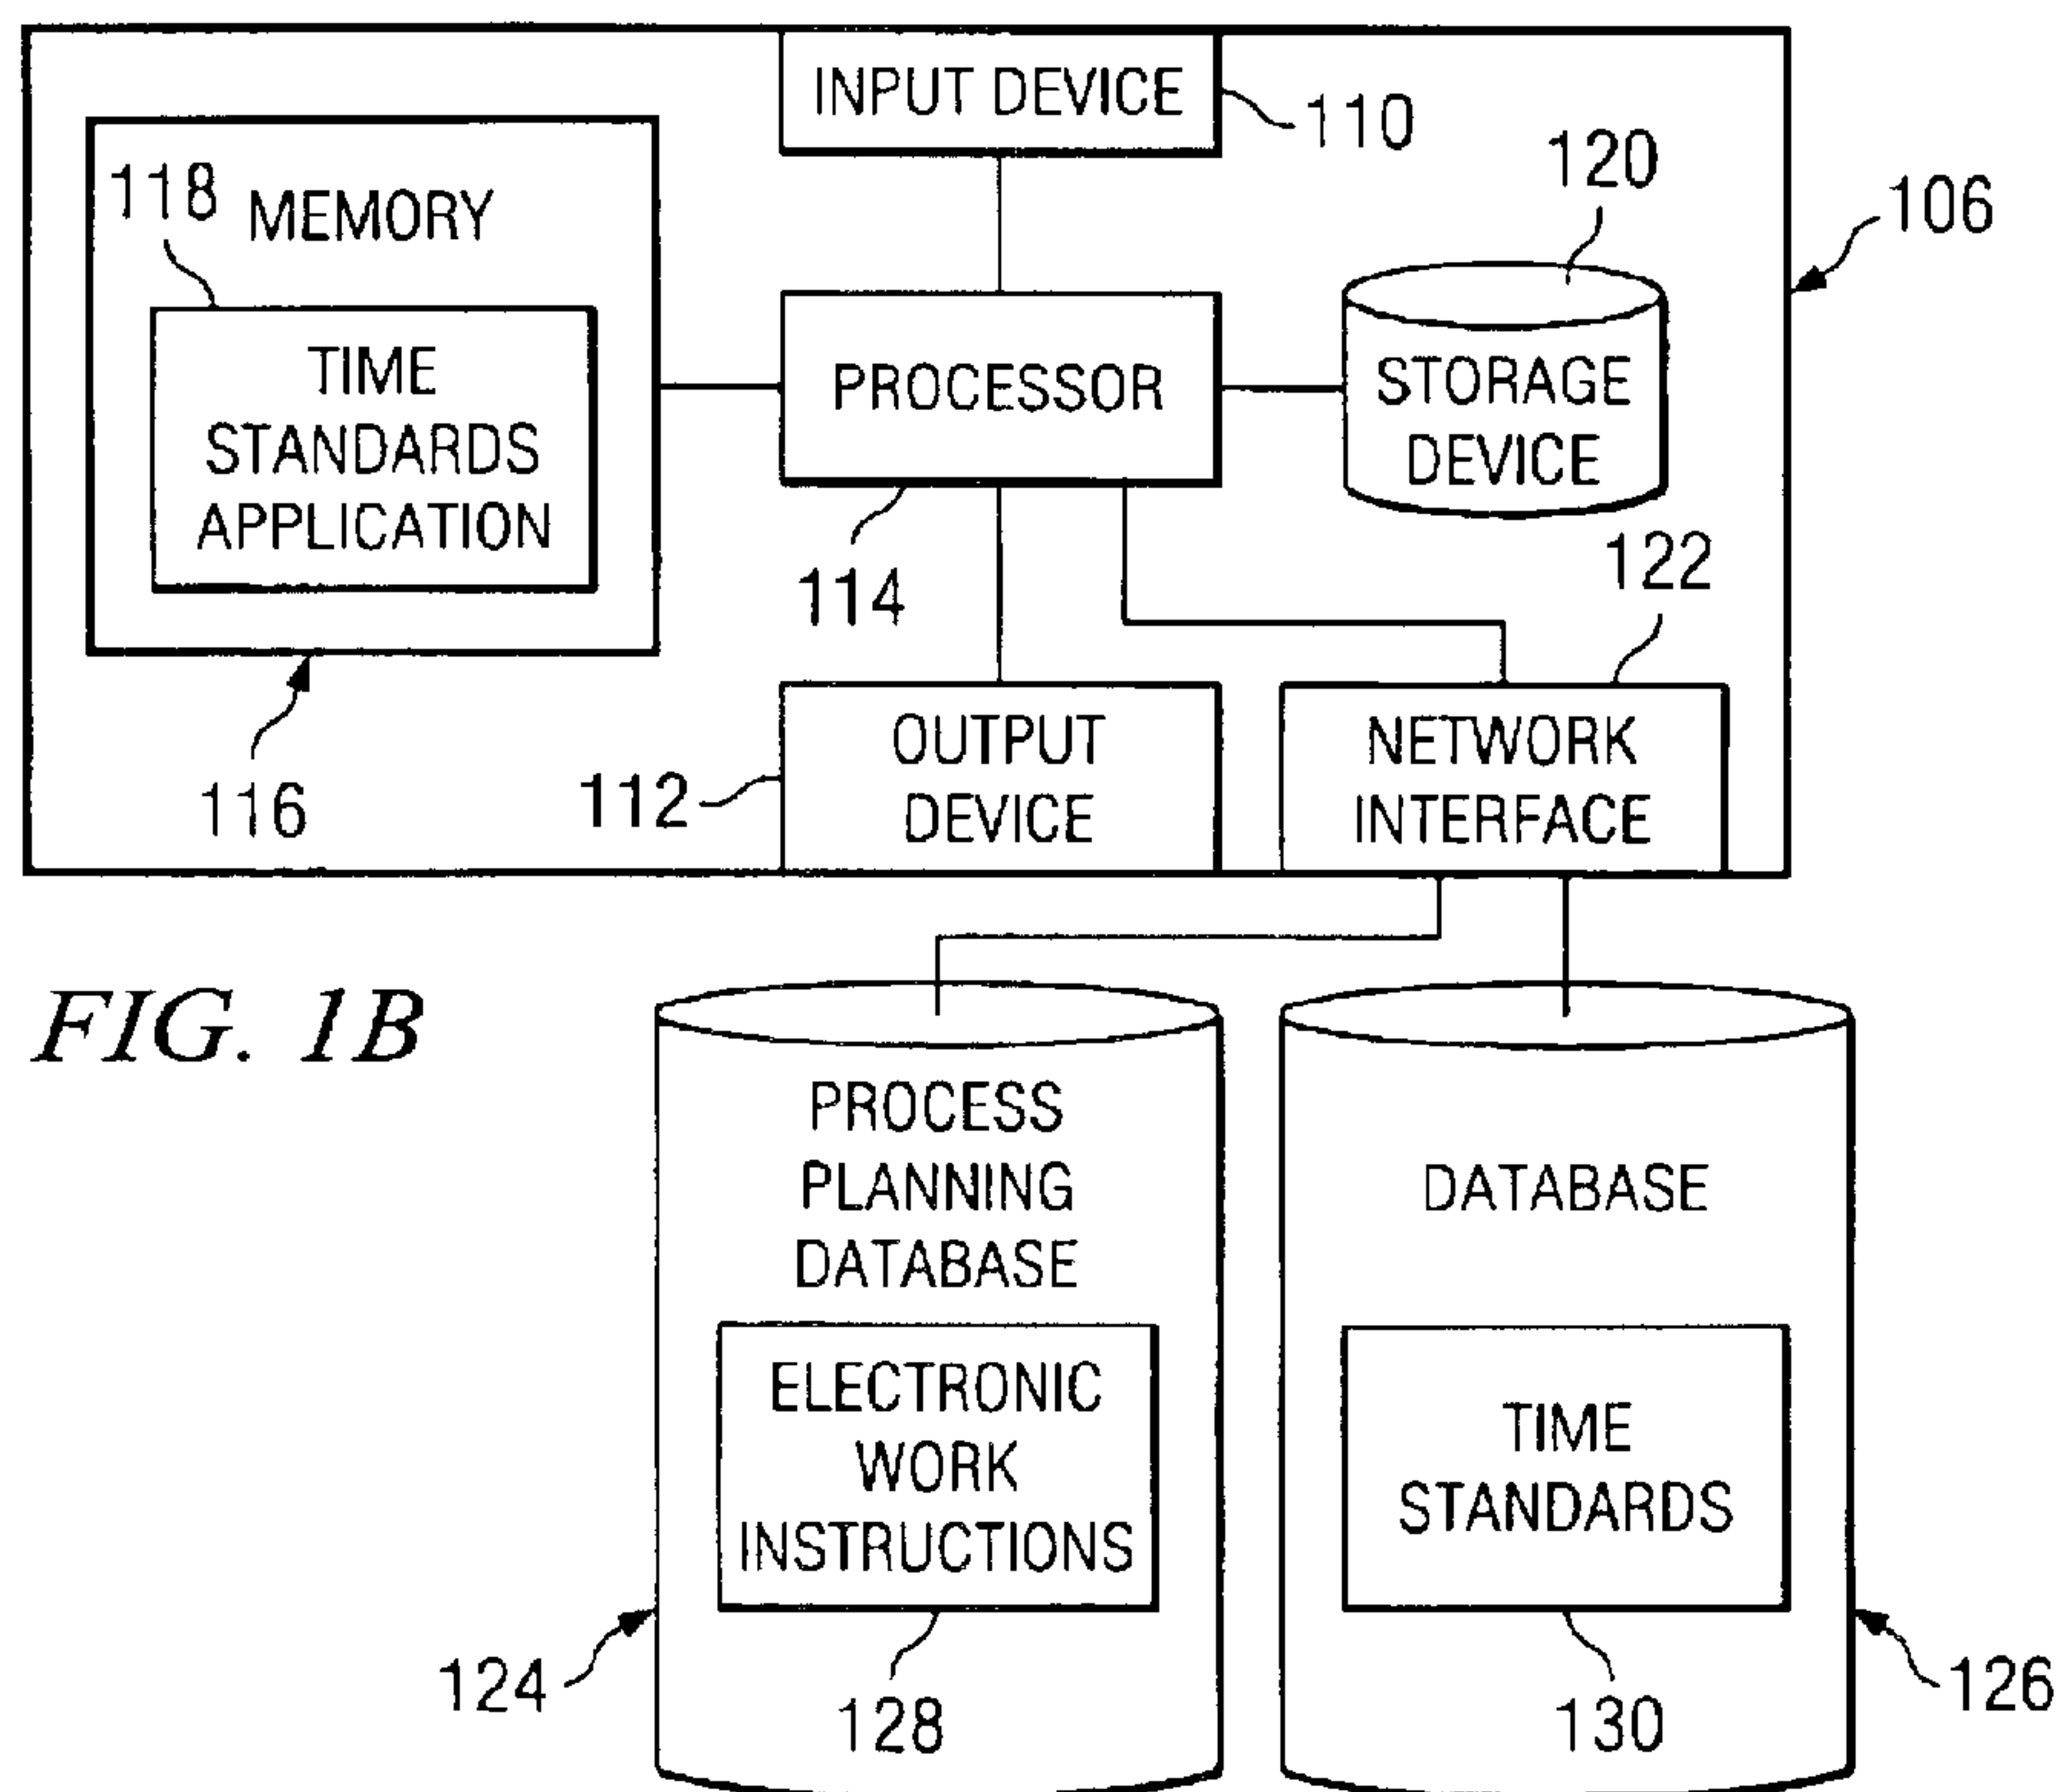 INPUT DEVICE
110
120
106
118
MEMORY
TIME
STANDARDS
APPLICATION
PROCESSOR
STORAGE
DEVICE
114
122
116
112
OUTPUT
DEVICE
NETWORK
INTERFACE
FIG. 1B
PROCESS
PLANNING
DATABASE
ELECTRONIC
WORK
INSTRUCTIONS
DATABASE
TIME
STANDARDS
124
128
130
126